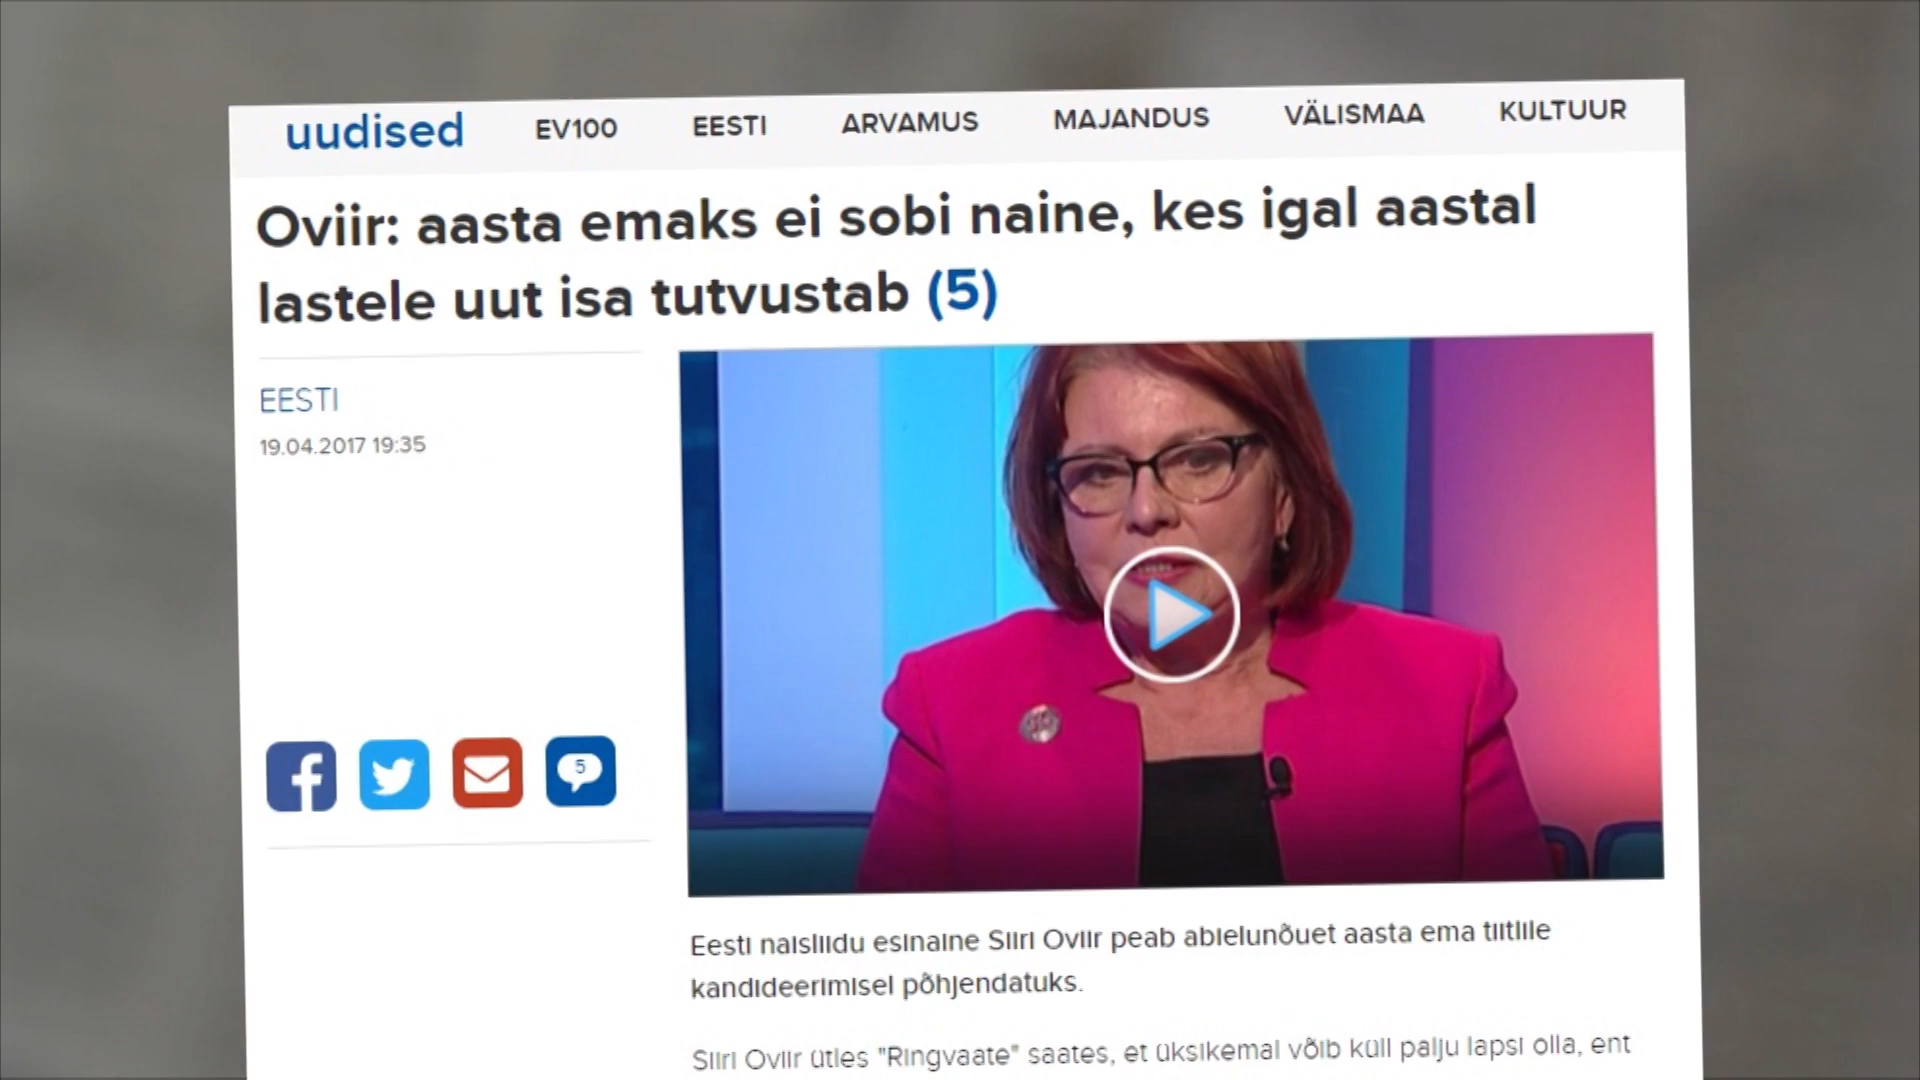 uudised EV100 EESTI ARVAMUS MAJANDUS VÄLISMAA KULTUUR
Oviir: aasta emaks ei sobi naine, kes igal aastal
lastele uut isa tutvustab (5)
EESTI
19.04.2017 19:35
5
Eesti naisliidu esinaine Siiri Oviir peab abielunõuet aasta ema tiitlile
kandideerimisel põhjendatuks.
Siiri Oviir ütles "Ringvaate" saates, et üksikemal võib küll palju lapsi olla, ent